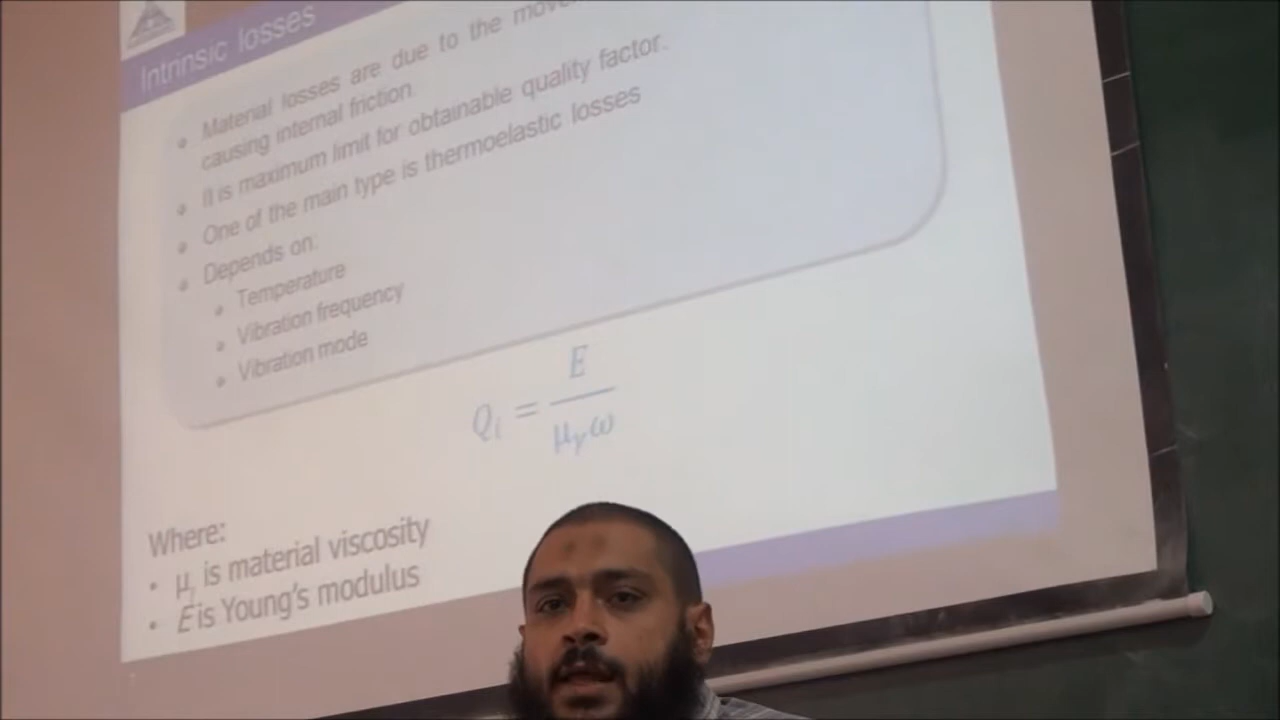 Intrinsic losses
Material losses are due to the
causing internal friction.
It is maximum limit for obtainable quality factor.
One of the main type is thermoelastic losses
Depends on:
Temperature
Vibration frequency
Vibration mode
Qᵢ = E / μᵧω
Where:
μ is material viscosity
E is Young's modulus